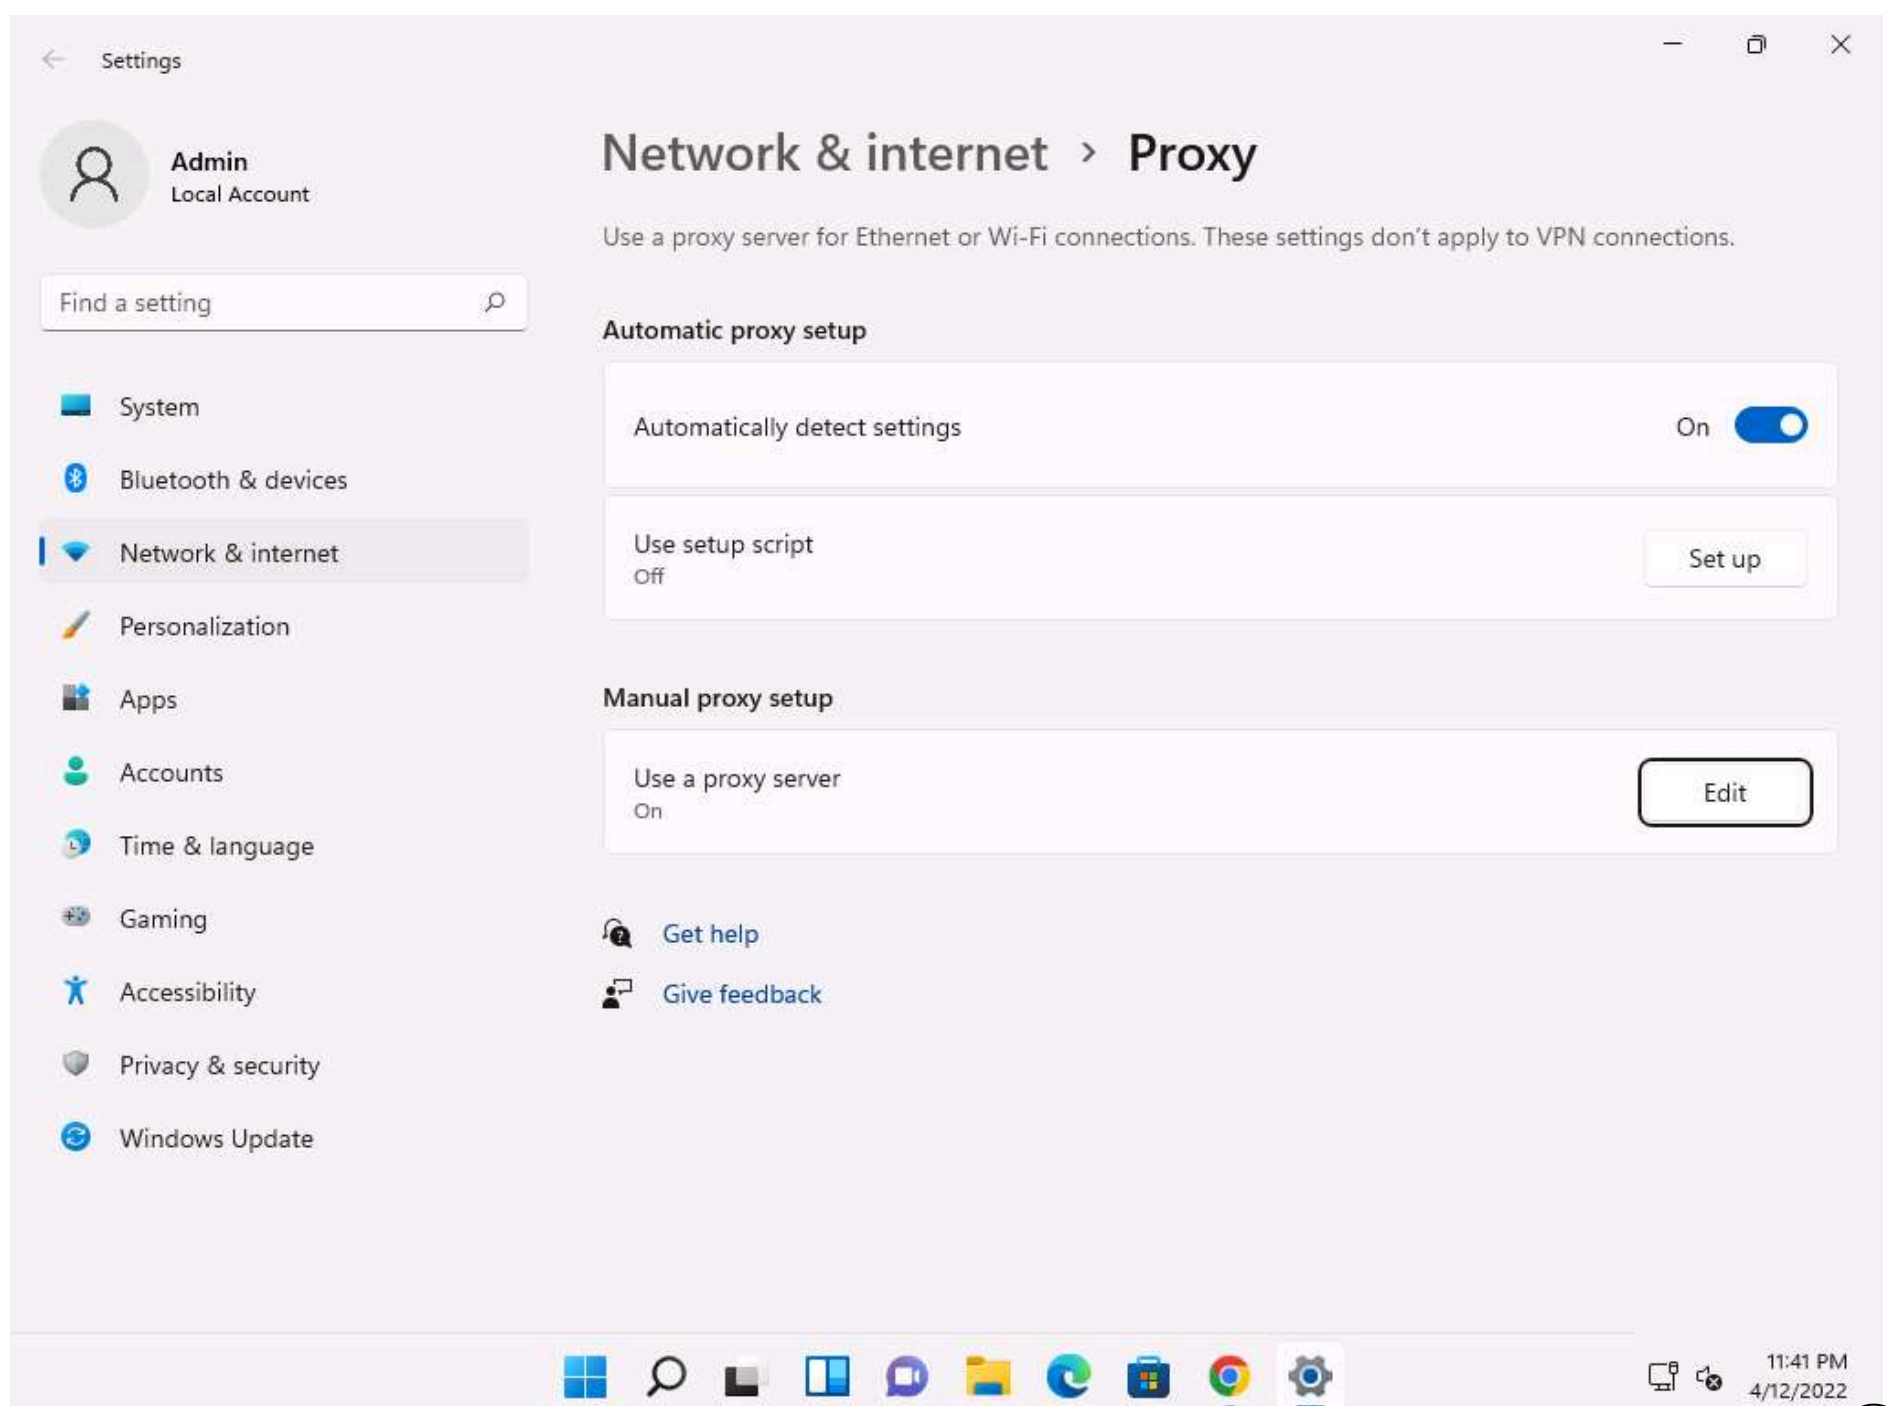 Settings
Admin
Local Account
Find a setting
System
Bluetooth & devices
Network & internet
Personalization
Apps
Accounts
Time & language
Gaming
Accessibility
Privacy & security
Windows Update
Network & internet › Proxy
Use a proxy server for Ethernet or Wi-Fi connections. These settings don't apply to VPN connections.
Automatic proxy setup
Automatically detect settings
On
Use setup script
Off
Set up
Manual proxy setup
Use a proxy server
On
Edit
Get help
Give feedback
11:41 PM
4/12/2022